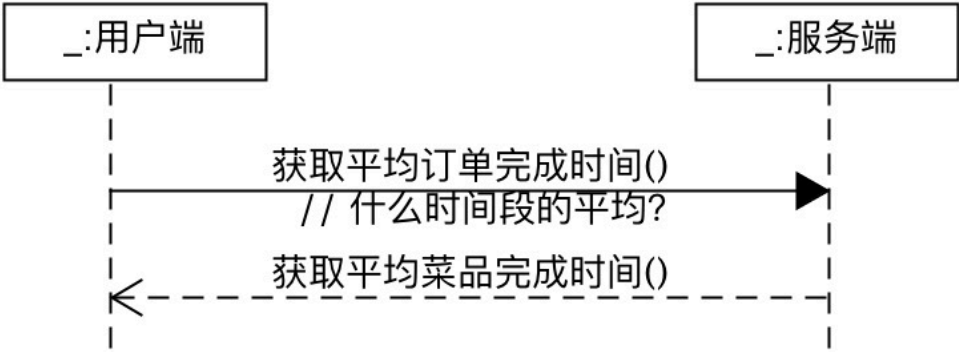 _:用户端
_:服务端
获取平均订单完成时间()
// 什么时间段的平均?
获取平均菜品完成时间()